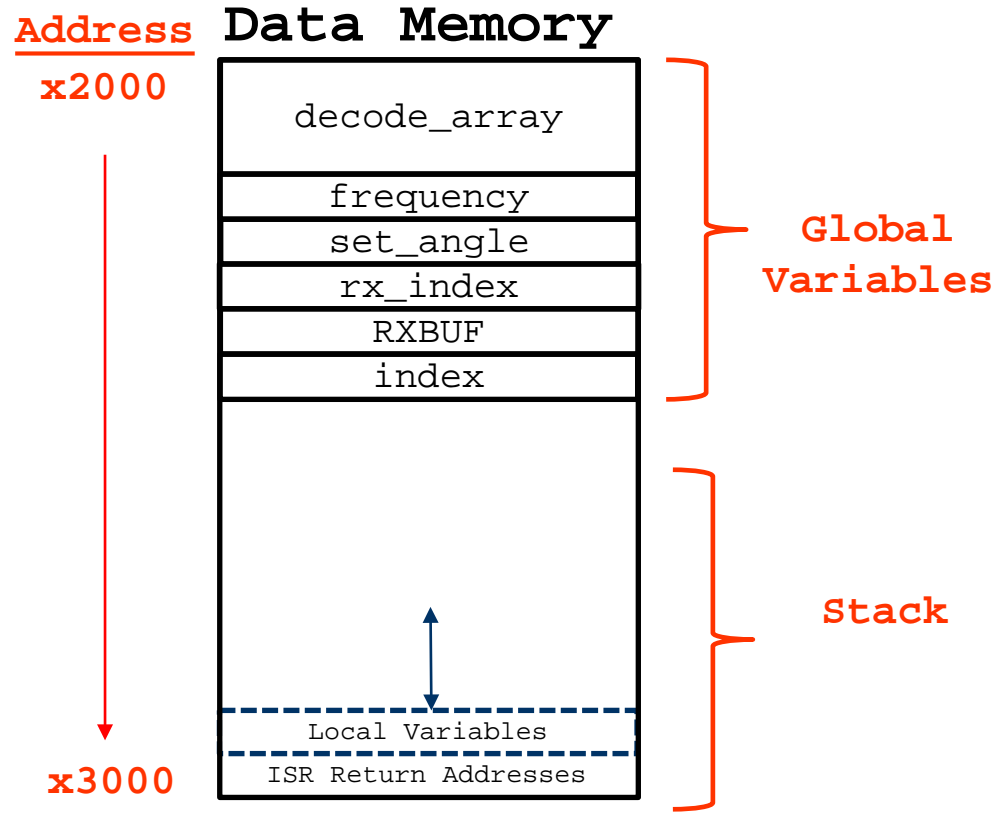 Address
Data Memory
x2000
decode_array
frequency
set_angle
rx_index
RXBUF
index
Global
Variables
Stack
Local Variables
ISR Return Addresses
x3000